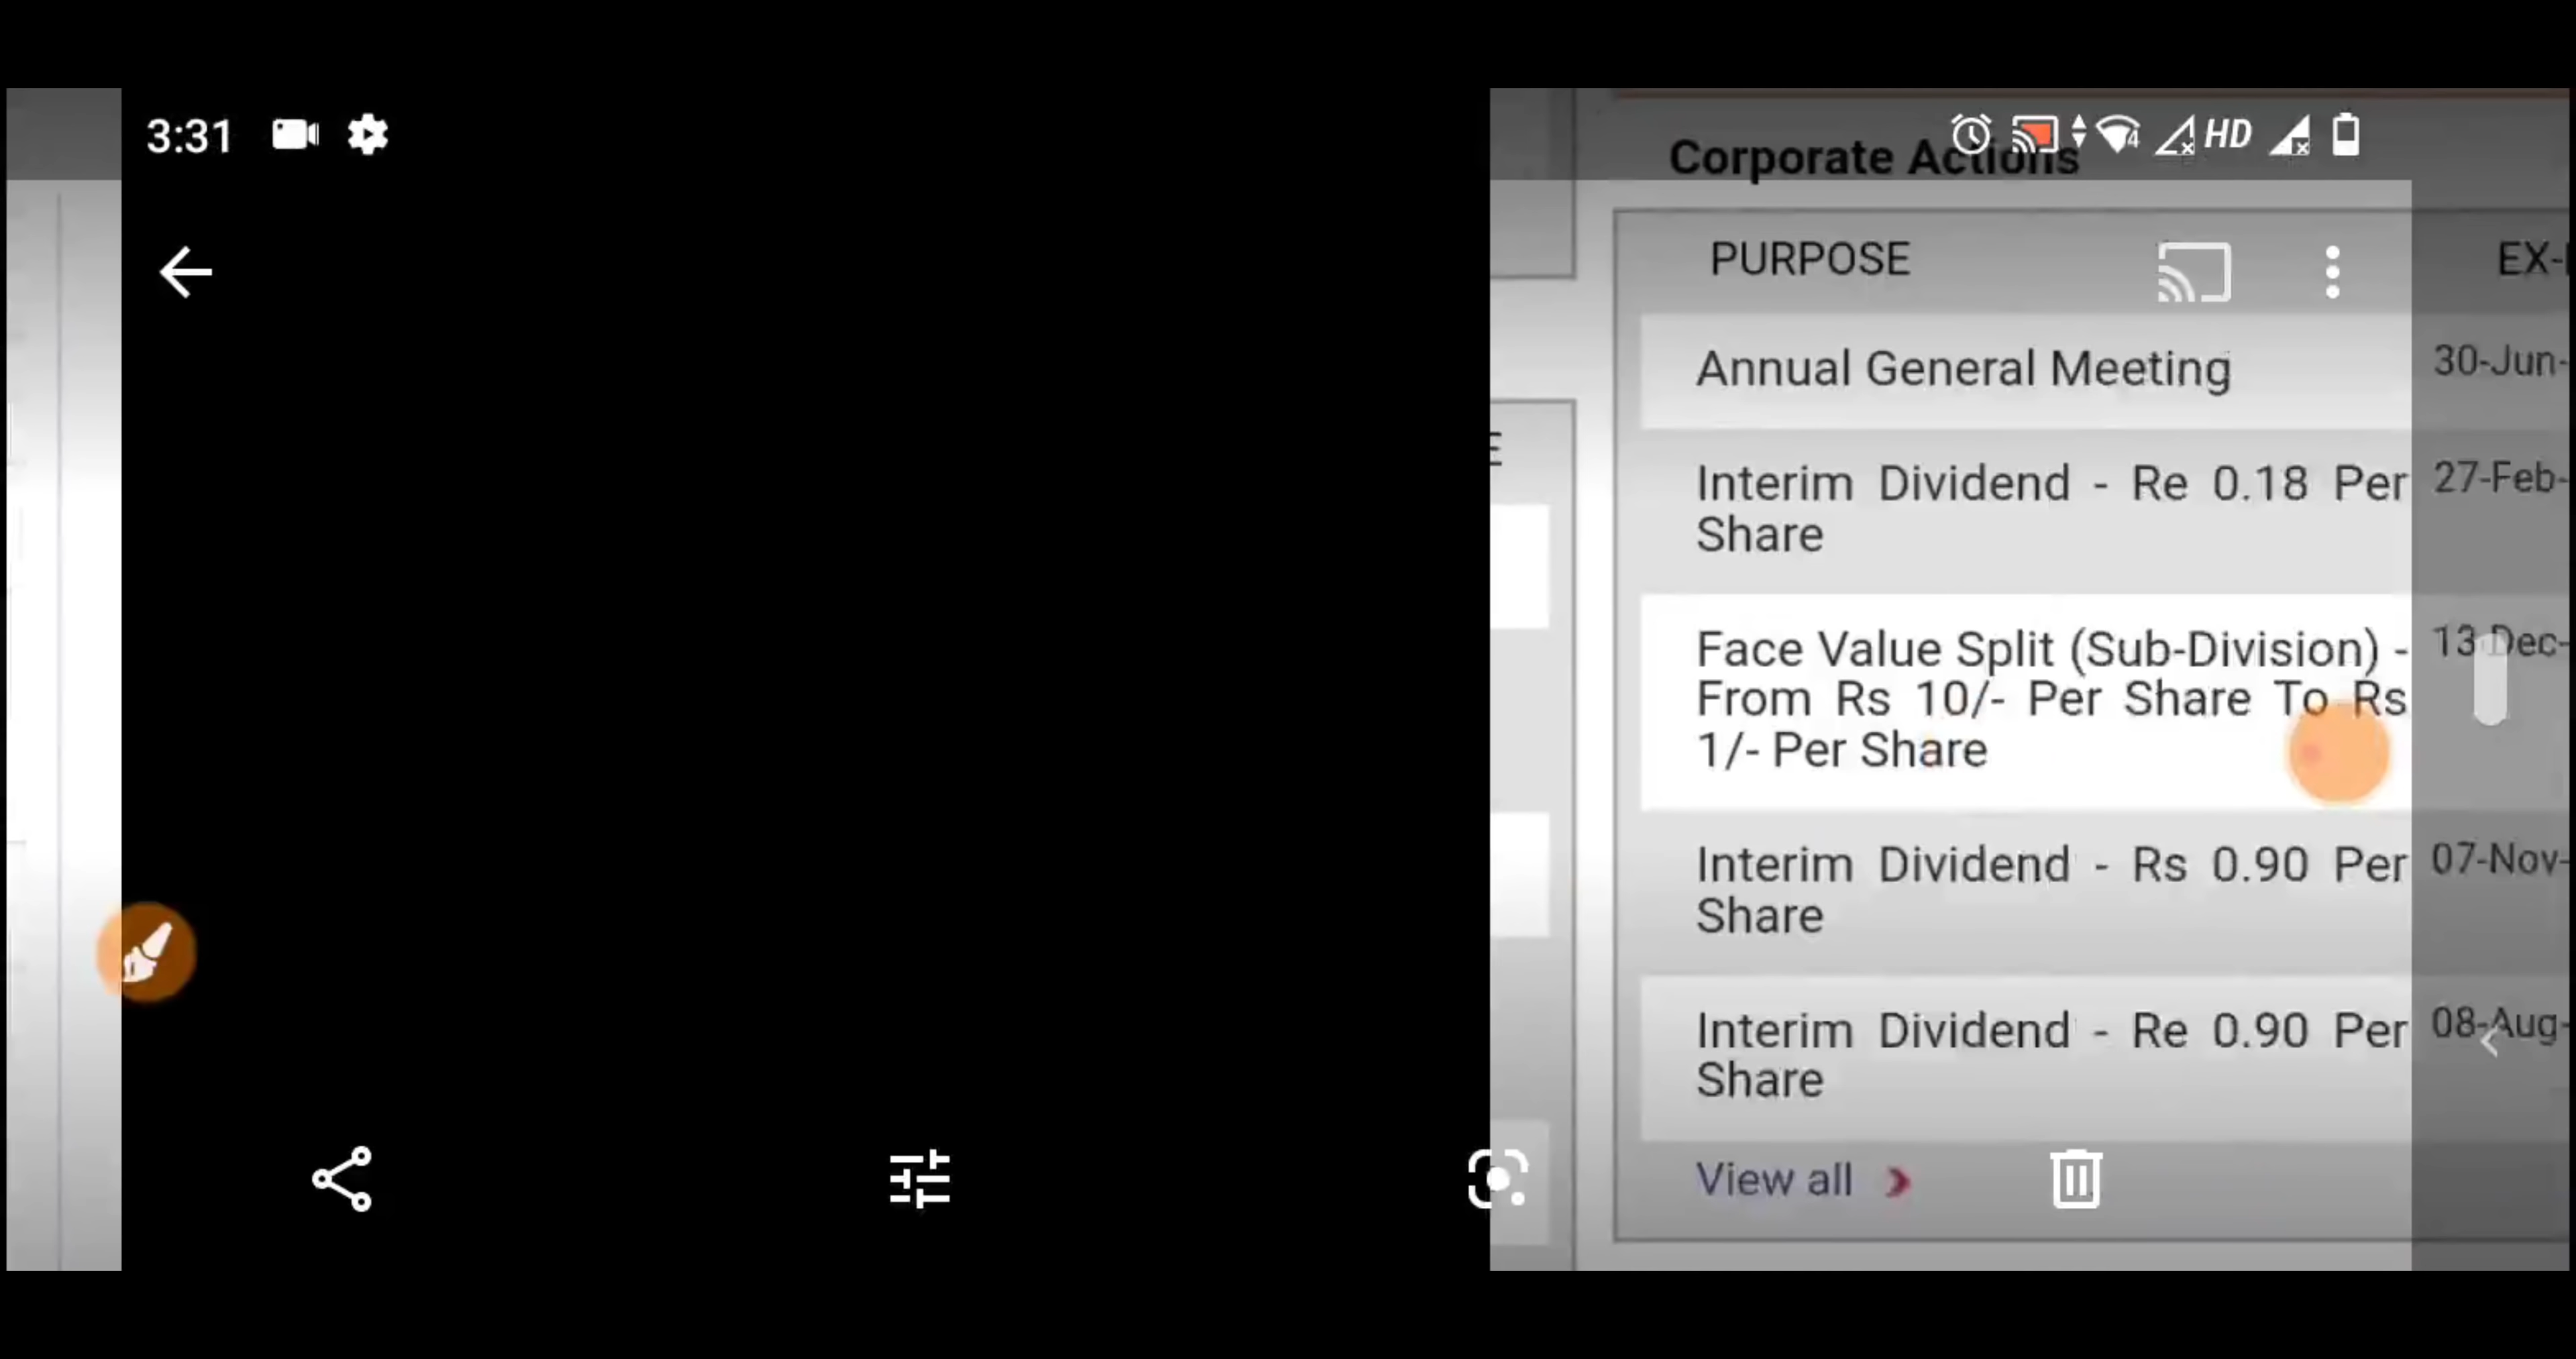 3:31
HD
4
Corporate Actions
PURPOSE
EX-
Annual General Meeting
30-Jun-
Interim Dividend - Re 0.18 Per
Share
27-Feb-
Face Value Split (Sub-Division) -
From Rs 10/- Per Share To Rs
1/- Per Share
13 Dec-
Interim Dividend - Rs 0.90 Per
Share
07-Nov-
Interim Dividend - Re 0.90 Per
Share
08-Aug-
View all